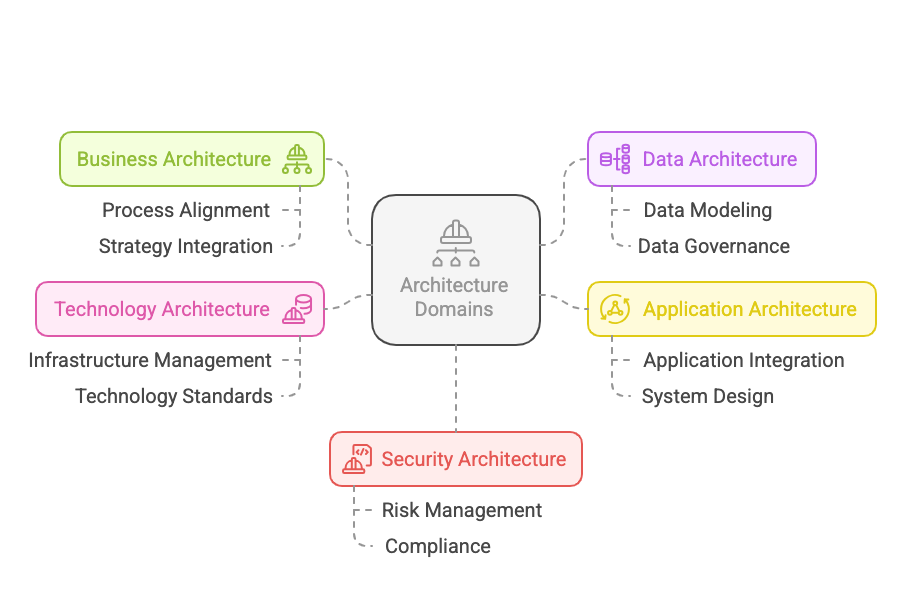 Business Architecture
Process Alignment
Strategy Integration
Technology Architecture
Infrastructure Management
Technology Standards
Architecture
Domains
Data Architecture
Data Modeling
Data Governance
Application Architecture
Application Integration
System Design
Security Architecture
Risk Management
Compliance